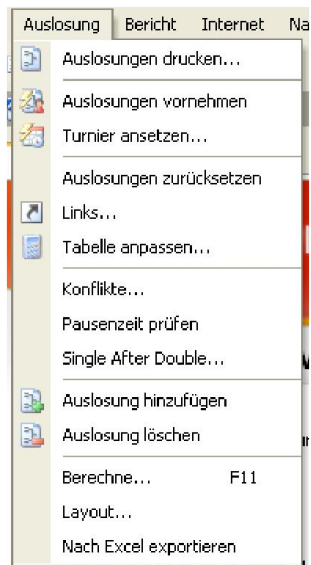 Auslosung Bericht Internet Na
Auslosungen drucken...
Auslosungen vornehmen
Turnier ansetzen...
Auslosungen zurücksetzen
Links...
Tabelle anpassen...
Konflikte...
Pausenzeit prüfen
Single After Double...
Auslosung hinzufügen
Auslosung löschen
Berechne... F11
Layout...
Nach Excel exportieren